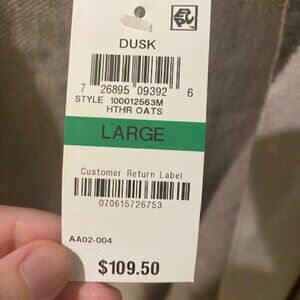 DUSK
7 26895 09392 6
STYLE 100012563M
HTHR OATS
LARGE
Customer Return Label
070615726753
AA02-004
$109.50